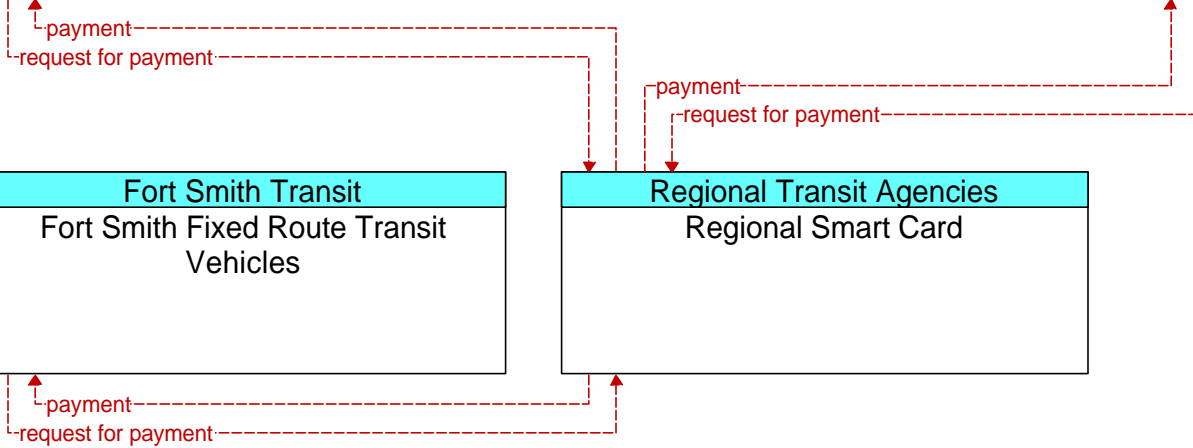 payment
request for payment
payment
request for payment
Fort Smith Transit
Fort Smith Fixed Route Transit
Vehicles
Regional Transit Agencies
Regional Smart Card
payment
request for payment